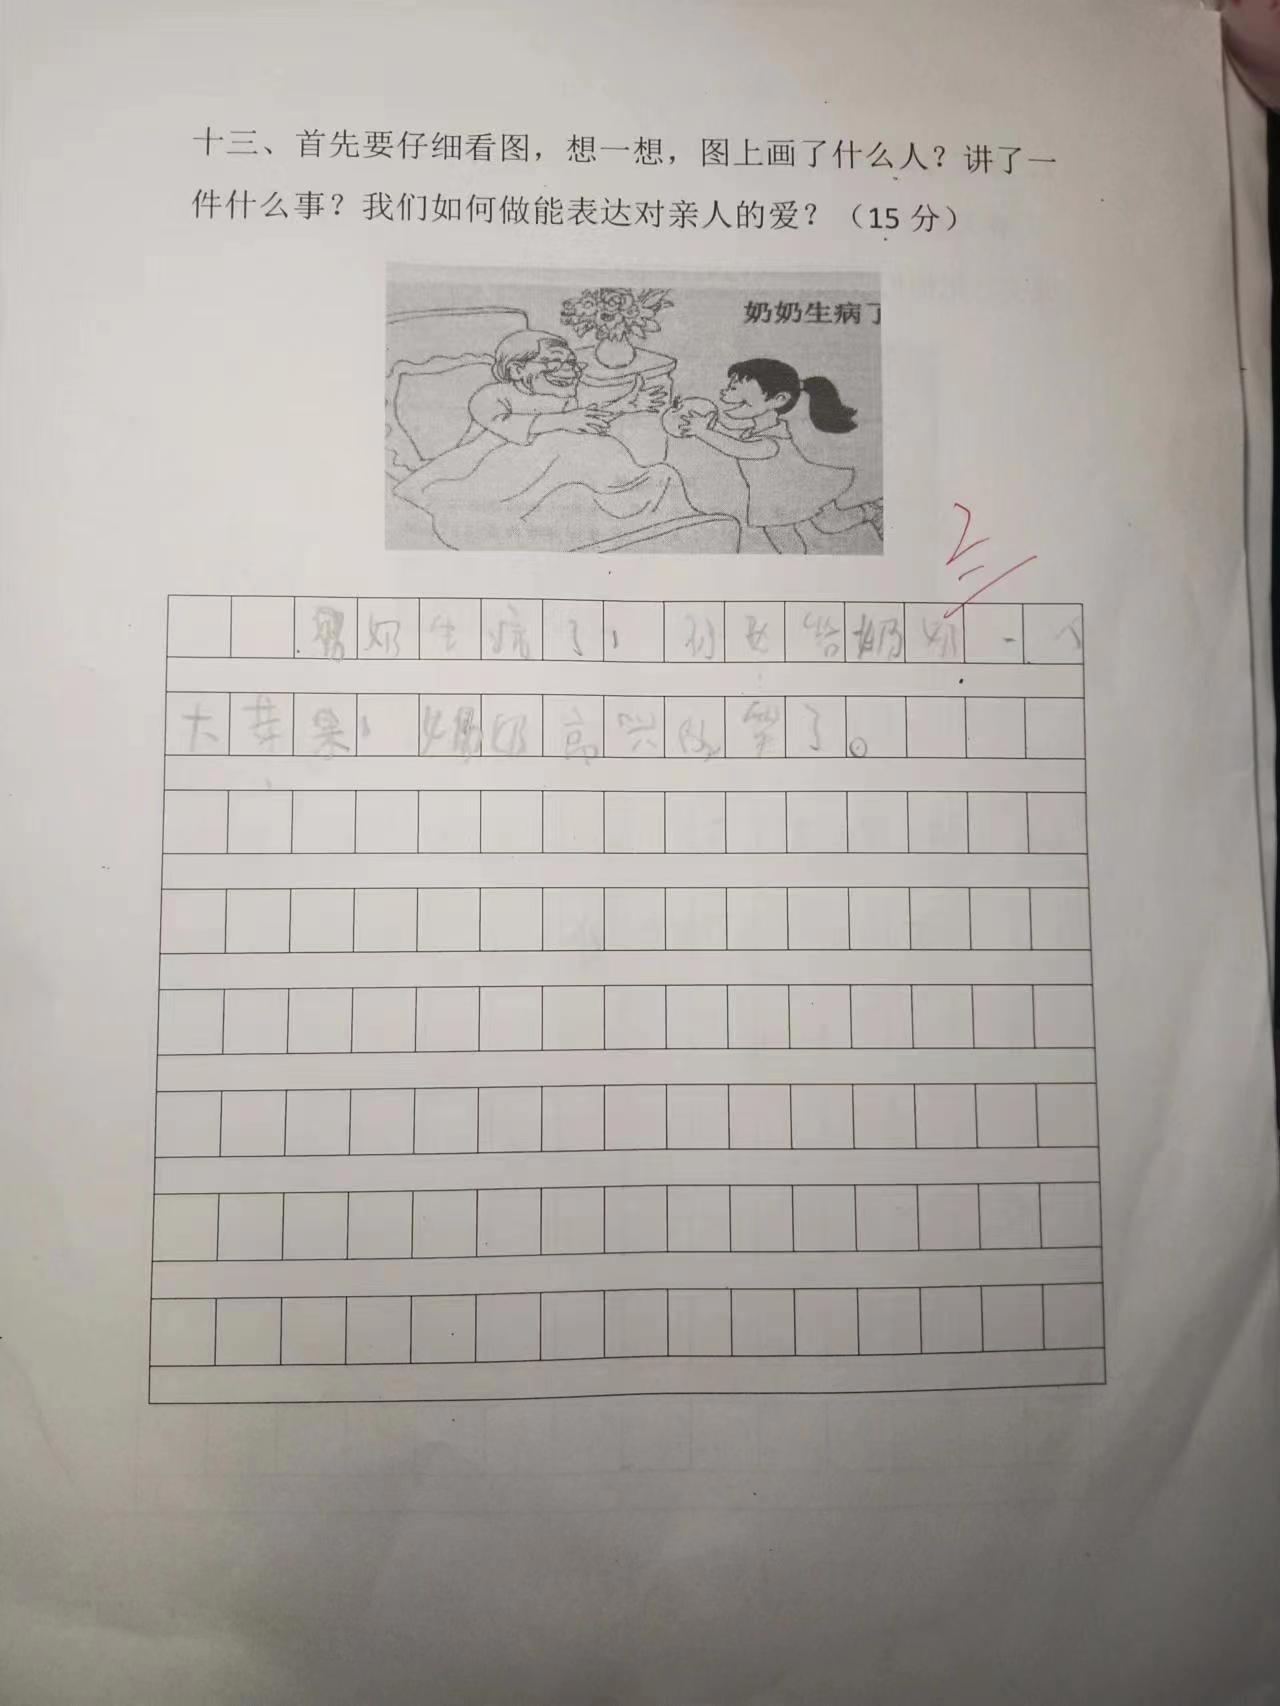 十三、首先要仔细看图，想一想，图上画了什么人？讲了一
件什么事？我们如何做能表达对亲人的爱？（15 分）
奶奶生病了
2
奶奶生病了，孙女给奶奶一个
大苹果，奶奶高兴队笑了。